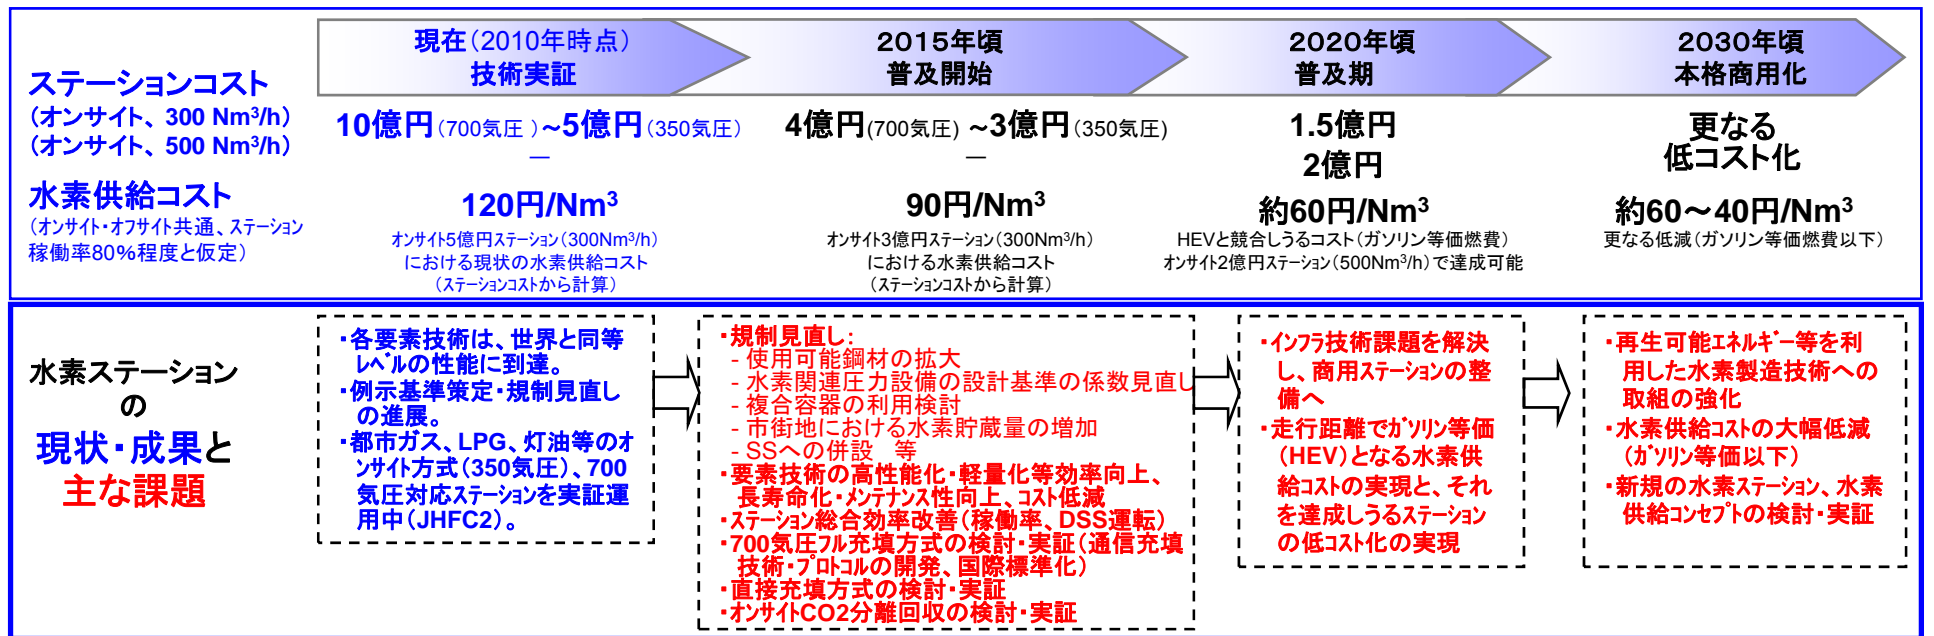 現在(2010年時点)
技術実証
2015年頃
普及開始
2020年頃
普及期
2030年頃
本格商用化
ステーションコスト
(オンサイト、300 Nm³/h)
(オンサイト、500 Nm³/h)
10億円(700気圧 )~5億円(350気圧)
―
4億円(700気圧) ~3億円(350気圧)
―
1.5億円
2億円
更なる
低コスト化
水素供給コスト
(オンサイト・オフサイト共通、ステーション
稼働率80%程度と仮定)
120円/Nm³
オンサイト5億円ステーション(300Nm³/h)
における現状の水素供給コスト
(ステーションコストから計算)
90円/Nm³
オンサイト3億円ステーション(300Nm³/h)
における水素供給コスト
(ステーションコストから計算)
約60円/Nm³
HEVと競合しうるコスト(ガソリン等価燃費)
オンサイト2億円ステーション(500Nm³/h)で達成可能
約60～40円/Nm³
更なる低減(ガソリン等価燃費以下)
水素ステーション
の
現状・成果と
主な課題
・各要素技術は、世界と同等
レベルの性能に到達。
・例示基準策定・規制見直し
の進展。
・都市ガス、LPG、灯油等のオ
ンサイト方式(350気圧)、700
気圧対応ステーションを実証運
用中(JHFC2)。
・規制見直し:
- 使用可能鋼材の拡大
- 水素関連圧力設備の設計基準の係数見直し
- 複合容器の利用検討
- 市街地における水素貯蔵量の増加
- SSへの併設　等
・要素技術の高性能化・軽量化等効率向上、
長寿命化・メンテナンス性向上、コスト低減
・ステーション総合効率改善(稼働率、DSS運転)
・700気圧フル充填方式の検討・実証(通信充填
技術・プロトコルの開発、国際標準化)
・直接充填方式の検討・実証
・オンサイトCO2分離回収の検討・実証
・インフラ技術課題を解決
し、商用ステーションの整
備へ
・走行距離でガソリン等価
(HEV)となる水素供
給コストの実現と、それ
を達成しうるステーション
の低コスト化の実現
・再生可能エネルギー等を利
用した水素製造技術への
取組の強化
・水素供給コストの大幅低減
(ガソリン等価以下)
・新規の水素ステーション、水素
供給コンセプトの検討・実証